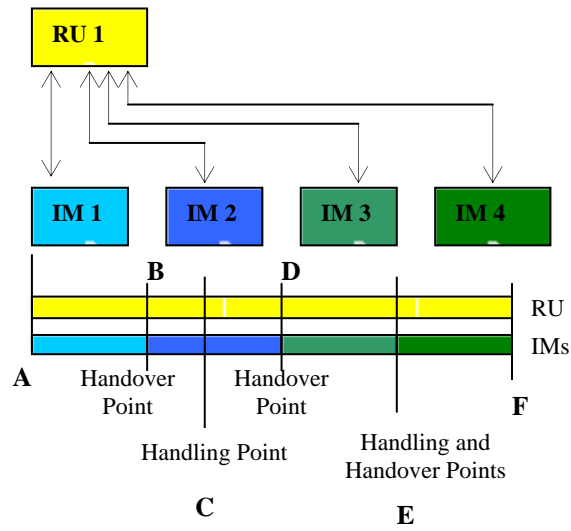 RU 1
IM 1
IM 2
IM 3
IM 4
B
D
RU
IMs
A
Handover
Point
Handover
Point
F
Handling Point
Handling and
Handover Points
C
E